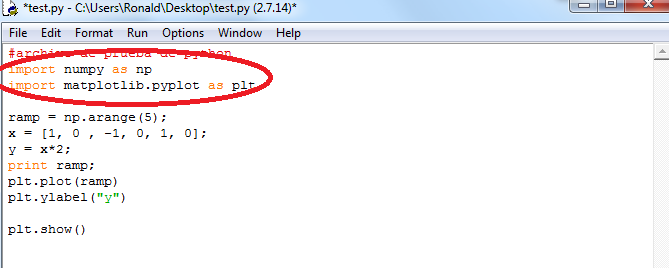 *test.py - C:\Users\Ronald\Desktop\test.py (2.7.14)*
File Edit Format Run Options Window Help
#archivo de prueba de python
import numpy as np
import matplotlib.pyplot as plt
ramp = np.arange(5);
x = [1, 0 , -1, 0, 1, 0];
y = x*2;
print ramp;
plt.plot(ramp)
plt.ylabel("y")
plt.show()